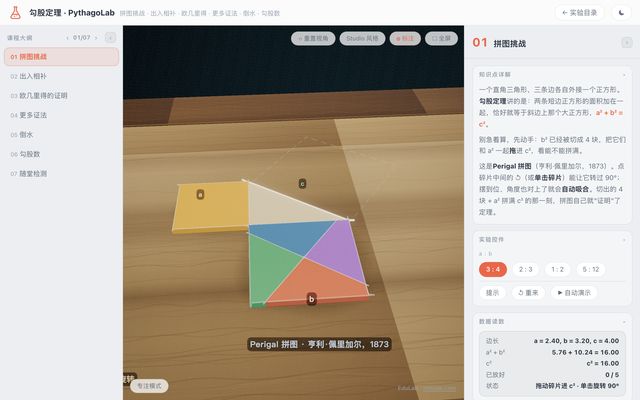 勾股定理 · PythagoLab
拼图挑战 · 出入相补 · 欧几里得 · 更多证法 · 倒水 · 勾股数
← 实验目录
课程大纲
‹ 01/07 ›
01 拼图挑战
02 出入相补
03 欧几里得的证明
04 更多证法
05 倒水
06 勾股数
07 随堂检测
重置视角
Studio 风格
标注
全屏
a
c
b
Perigal 拼图 · 亨利·佩里加尔，1873
专注模式
01 拼图挑战
知识点详解
一个直角三角形，三条边各自外接一个正方形。
勾股定理讲的是：两条短边正方形的面积加在一
起，恰好就等于斜边上那个大正方形，a² + b² =
c²。
别急着算，先动手：b² 已经被切成 4 块，把它们
和 a² 一起拖进 c²，看能不能拼满。
这是Perigal 拼图（亨利·佩里加尔，1873）。点
碎片中间的 ↻（或单击碎片）能让它转过 90°；
摆到位、角度也对上了就会自动吸合。切出的 4
块 + a² 拼满 c² 的那一刻，拼图自己就"证明"了
定理。
实验控件
a : b
3 : 4
2 : 3
1 : 2
5 : 12
提示
↺ 重来
▶ 自动演示
数据读数
边长 a = 2.40, b = 3.20, c = 4.00
a² + b² 5.76 + 10.24 = 16.00
c² c² = 16.00
已放好 0 / 5
状态 拖动碎片进 c² · 单击旋转 90°